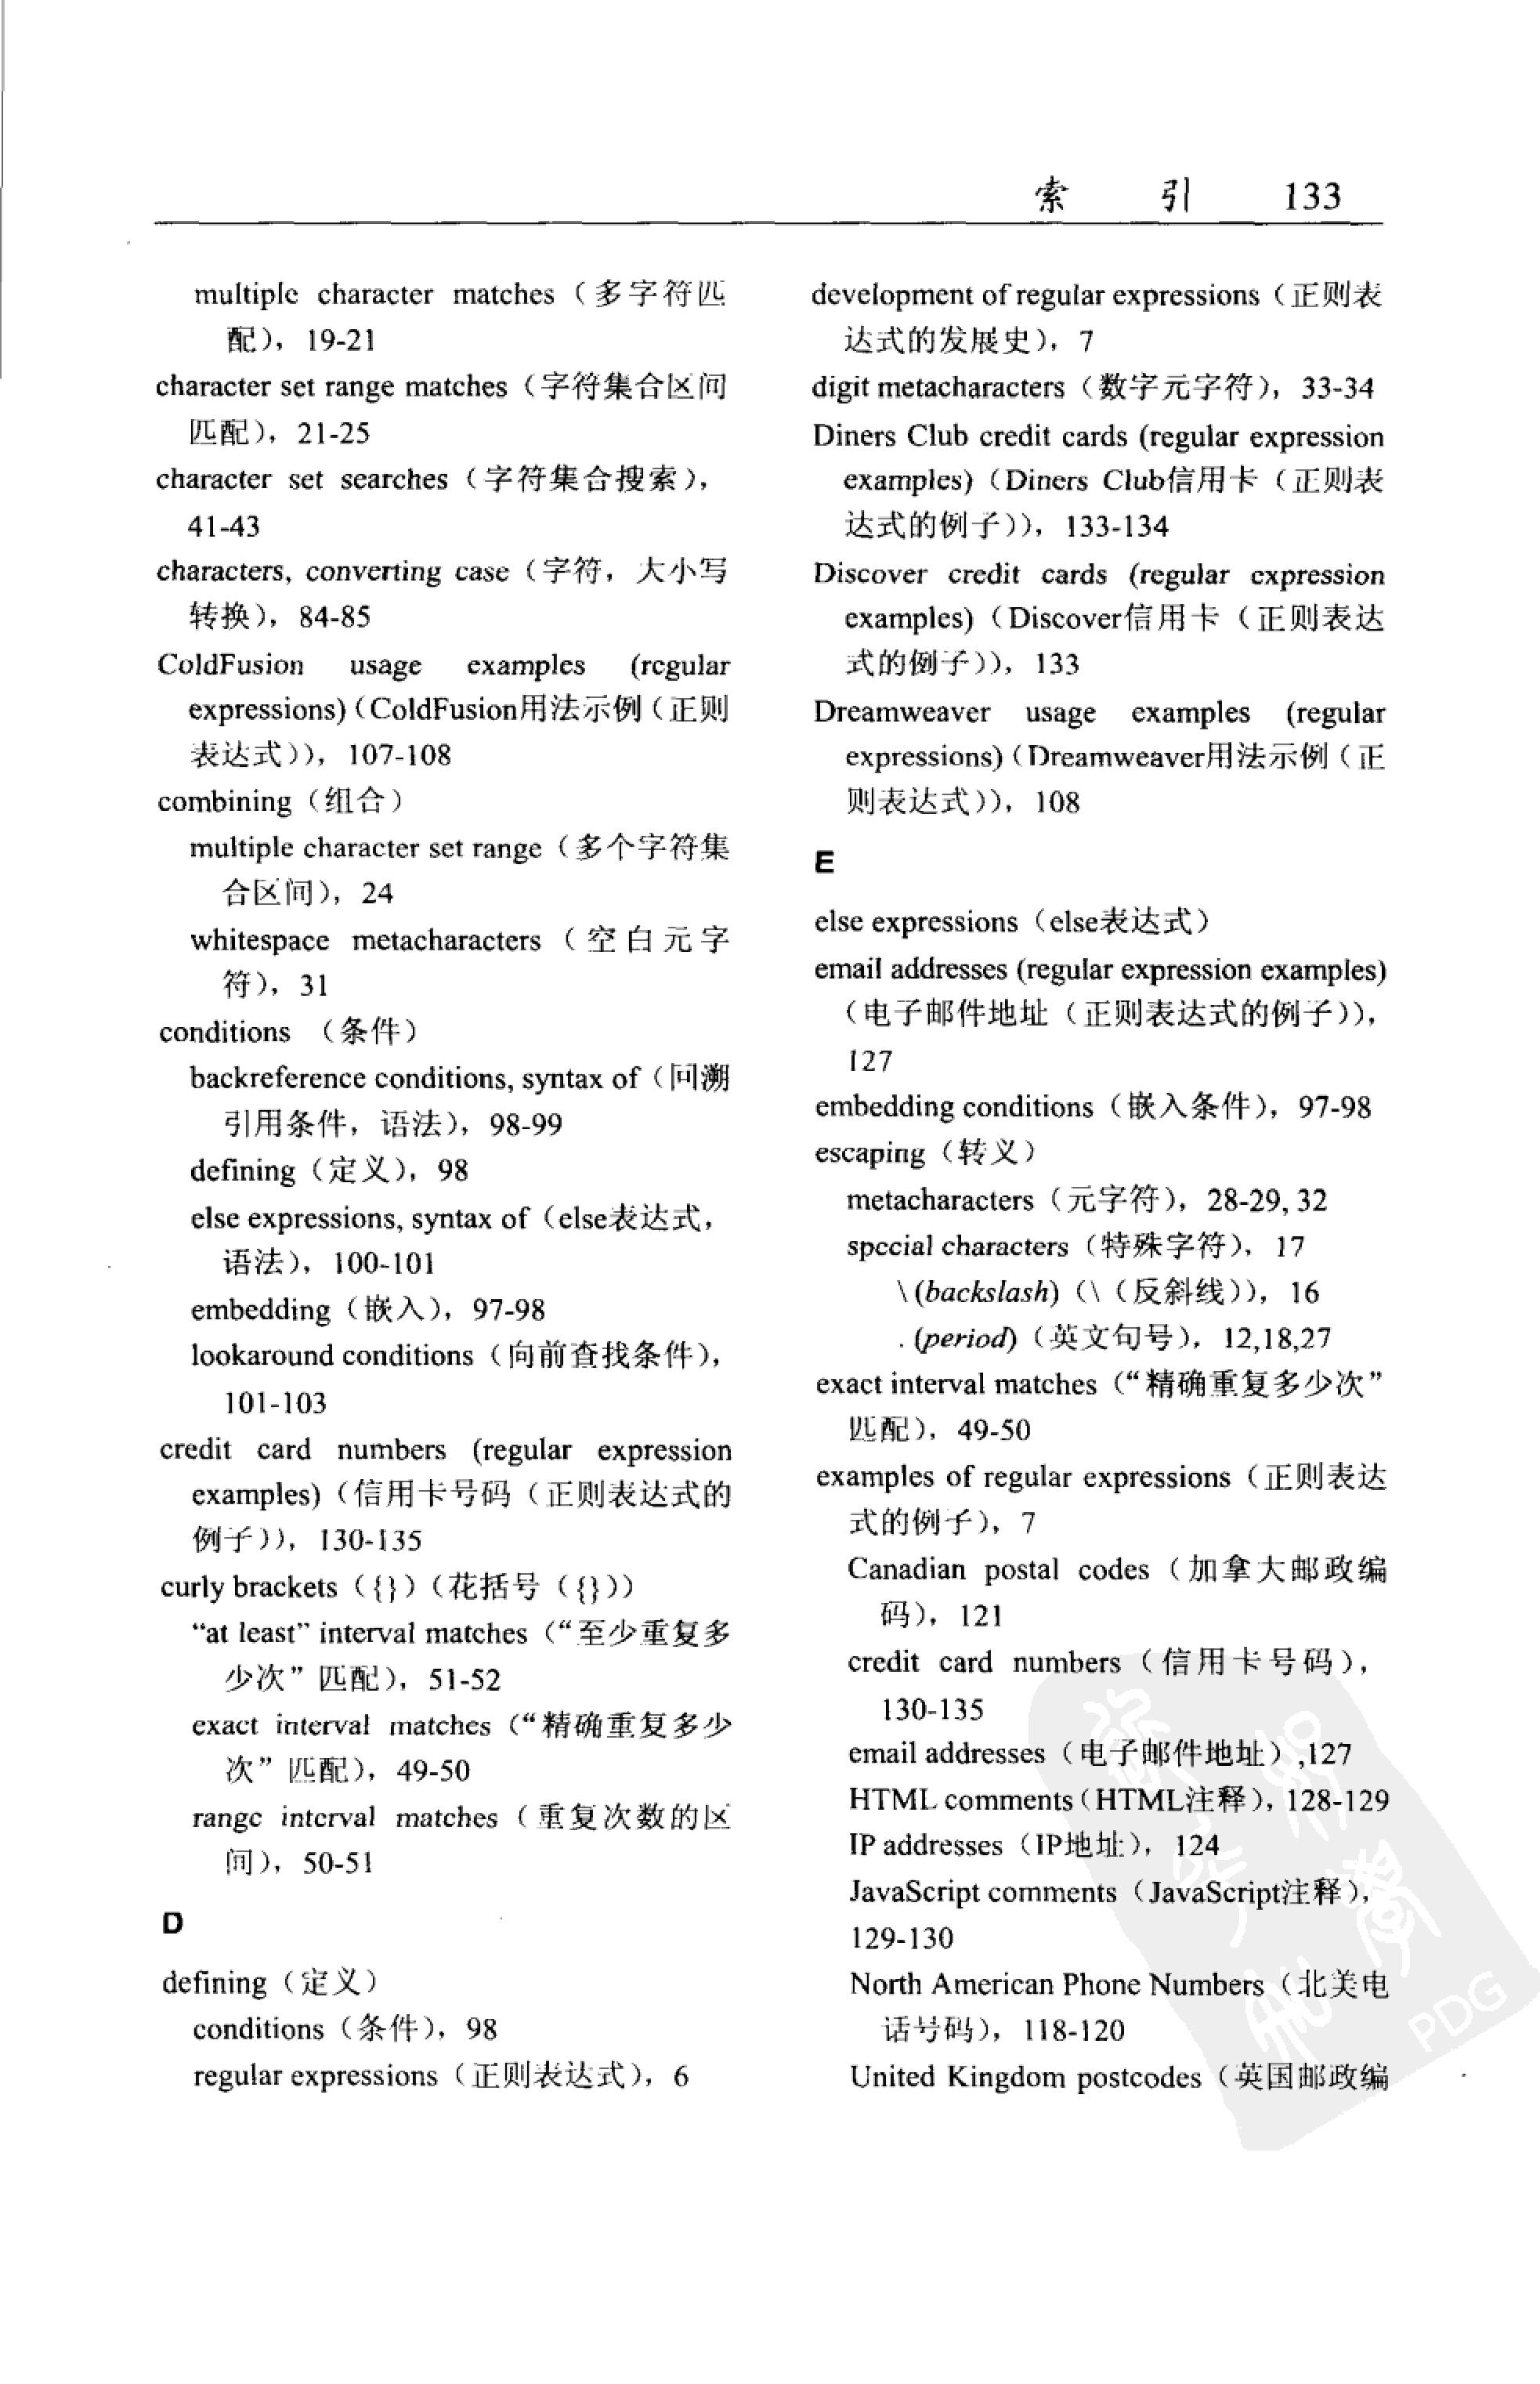 索 引 133
multiple character matches（多字符匹
配），19-21
character set range matches（字符集合区间
匹配），21-25
character set searches（字符集合搜索），
41-43
characters, converting case（字符，大小写
转换），84-85
ColdFusion usage examples (regular
expressions)（ColdFusion用法示例（正则
表达式）），107-108
combining（组合）
multiple character set range（多个字符集
合区间），24
whitespace metacharacters（空白元字
符），31
conditions （条件）
backreference conditions, syntax of（回溯
引用条件，语法），98-99
defining（定义），98
else expressions, syntax of（else表达式，
语法），100-101
embedding（嵌入），97-98
lookaround conditions（向前查找条件），
101-103
credit card numbers (regular expression
examples)（信用卡号码（正则表达式的
例子）），130-135
curly brackets（{}）（花括号（{}））
“at least” interval matches（“至少重复多
少次”匹配），51-52
exact interval matches（“精确重复多少
次”匹配），49-50
range interval matches（重复次数的区
间），50-51
D
defining（定义）
conditions（条件），98
regular expressions（正则表达式），6
development of regular expressions（正则表
达式的发展史），7
digit metacharacters（数字元字符），33-34
Diners Club credit cards (regular expression
examples)（Diners Club信用卡（正则表
达式的例子）），133-134
Discover credit cards (regular expression
examples)（Discover信用卡（正则表达
式的例子）），133
Dreamweaver usage examples (regular
expressions)（Dreamweaver用法示例（正
则表达式）），108
E
else expressions（else表达式）
email addresses (regular expression examples)
（电子邮件地址（正则表达式的例子）），
127
embedding conditions（嵌入条件），97-98
escaping（转义）
metacharacters（元字符），28-29, 32
special characters（特殊字符），17
\ (backslash)（\（反斜线）），16
. (period)（英文句号），12,18,27
exact interval matches（“精确重复多少次”
匹配），49-50
examples of regular expressions（正则表达
式的例子），7
Canadian postal codes（加拿大邮政编
码），121
credit card numbers（信用卡号码），
130-135
email addresses（电子邮件地址）,127
HTML comments（HTML注释），128-129
IP addresses（IP地址），124
JavaScript comments（JavaScript注释），
129-130
North American Phone Numbers（北美电
话号码），118-120
United Kingdom postcodes（英国邮政编
PDG